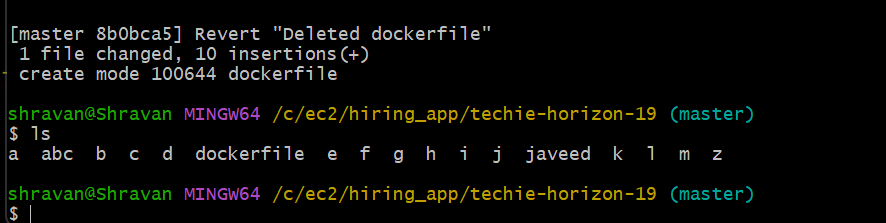 [master 8b0bca5] Revert "Deleted dockerfile"
1 file changed, 10 insertions(+)
create mode 100644 dockerfile
shravan@Shravan MINGW64 /c/ec2/hiring_app/techie-horizon-19 (master)
$ ls
a  abc  b  c  d  dockerfile  e  f  g  h  i  j  javeed  k  l  m  z
shravan@Shravan MINGW64 /c/ec2/hiring_app/techie-horizon-19 (master)
$